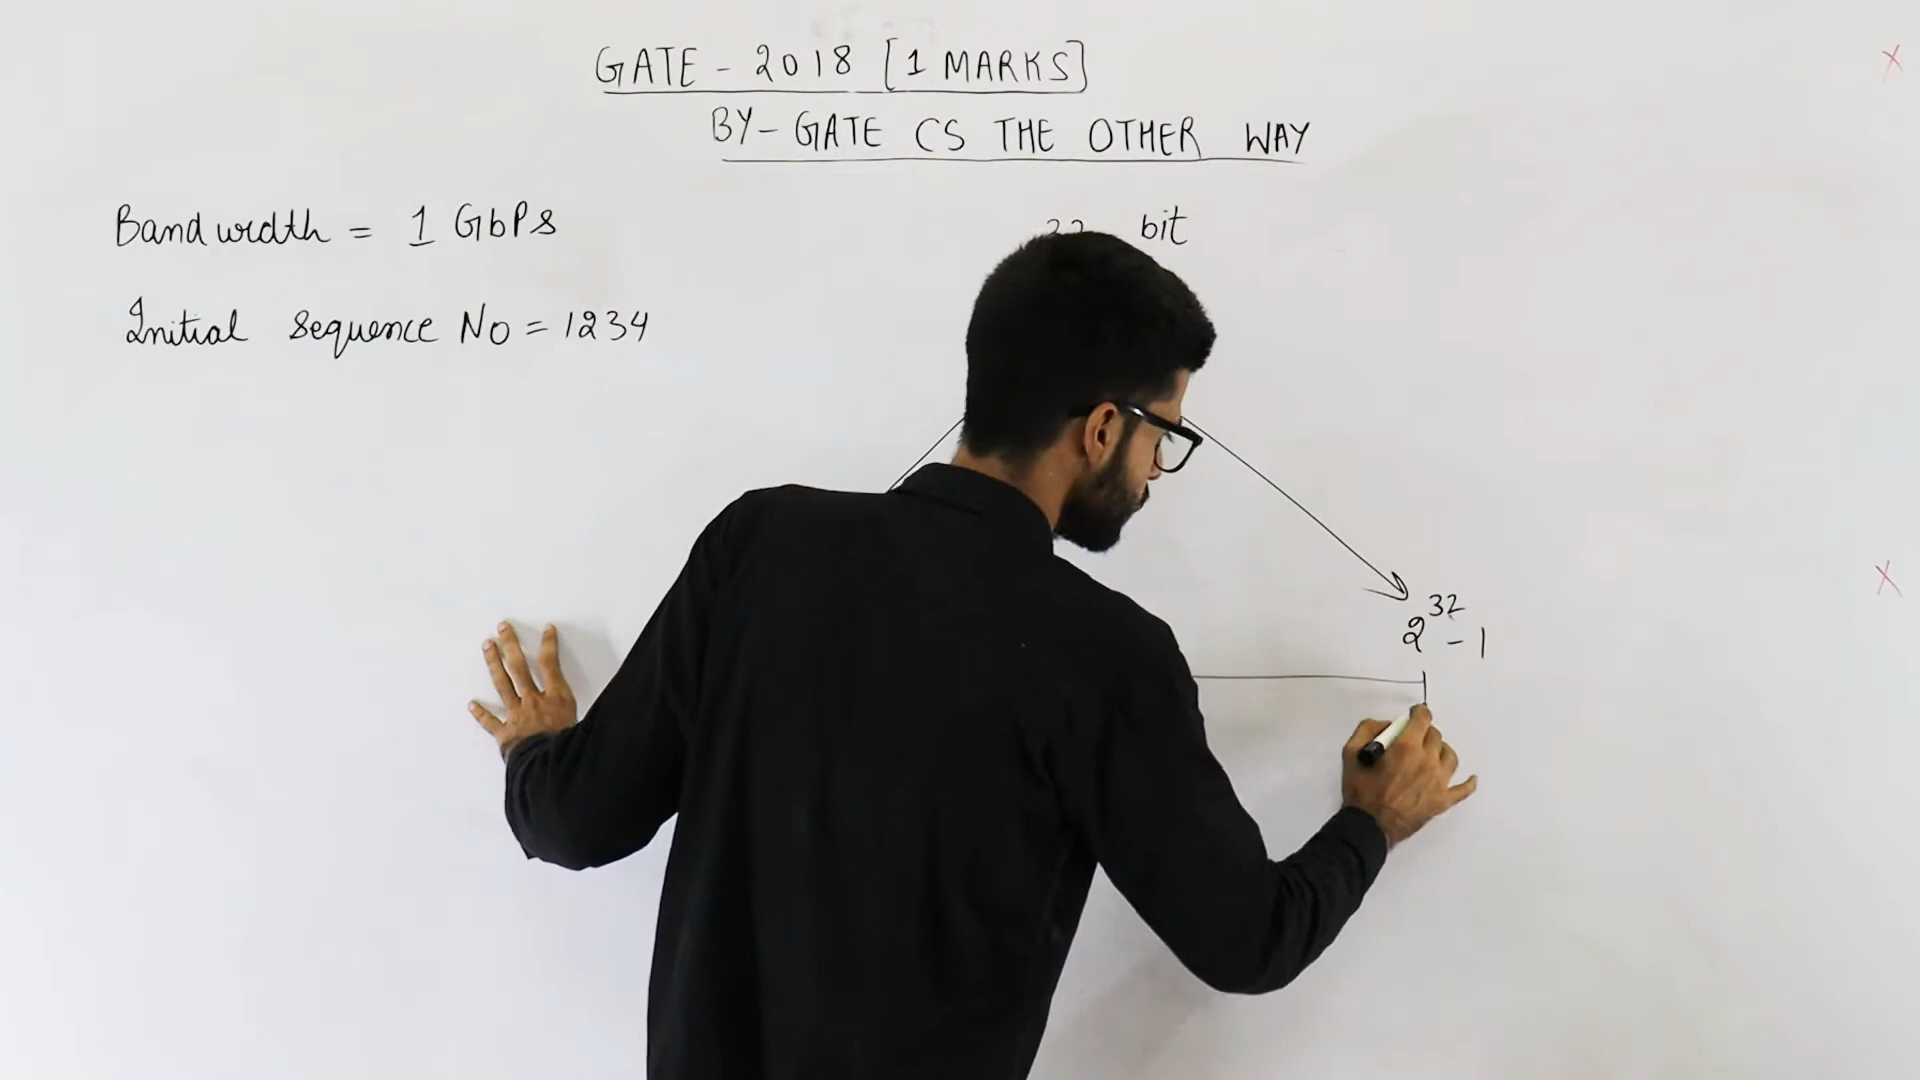 GATE - 2018 [1 MARKS]
BY- GATE CS THE OTHER WAY
Bandwidth = 1 GbPs
bit
Initial sequence No = 1234
2^32 - 1